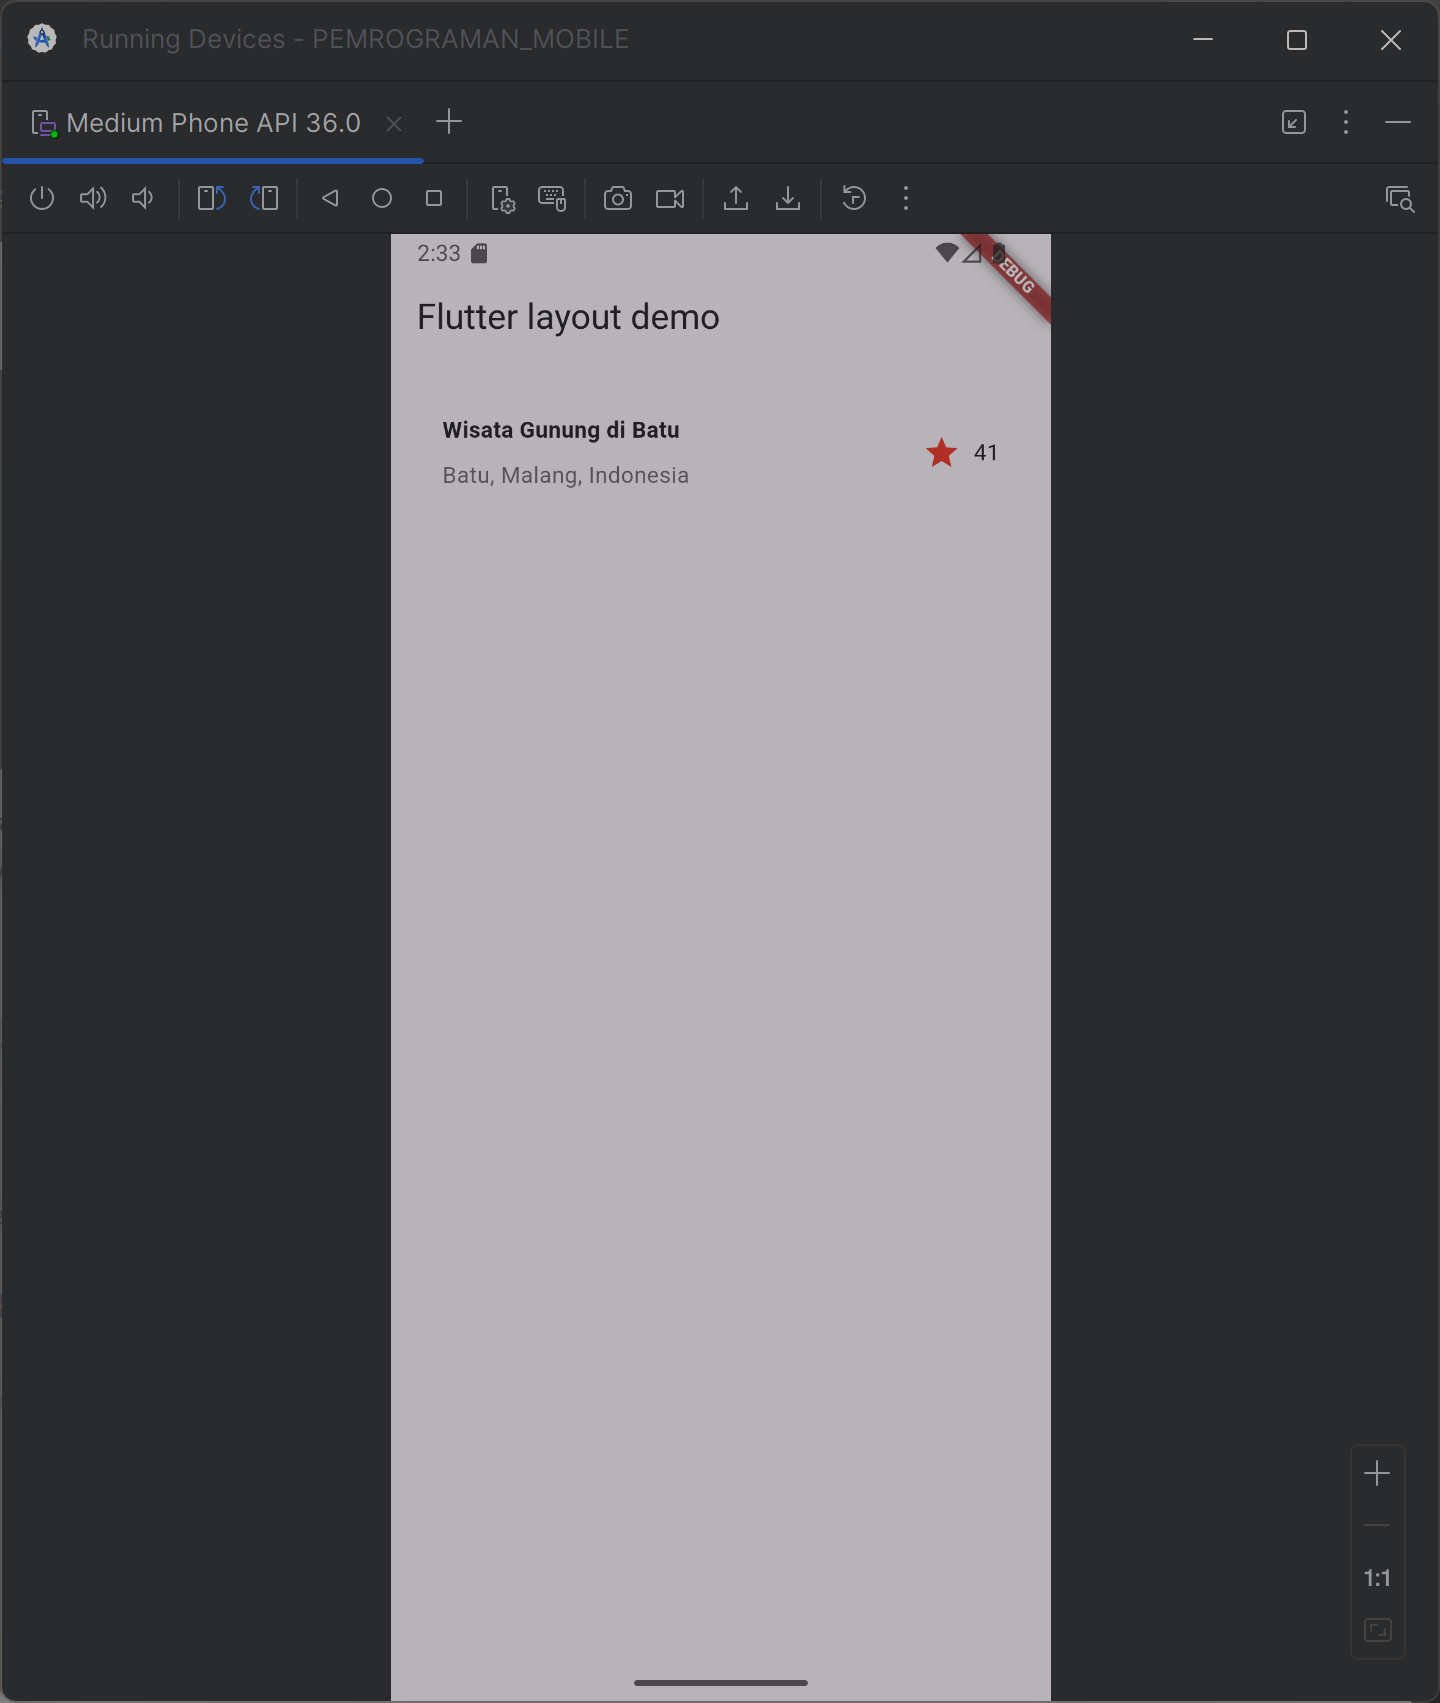 Running Devices - PEMROGRAMAN_MOBILE
Medium Phone API 36.0
2:33
DEBUG
Flutter layout demo
Wisata Gunung di Batu
41
Batu, Malang, Indonesia
1:1